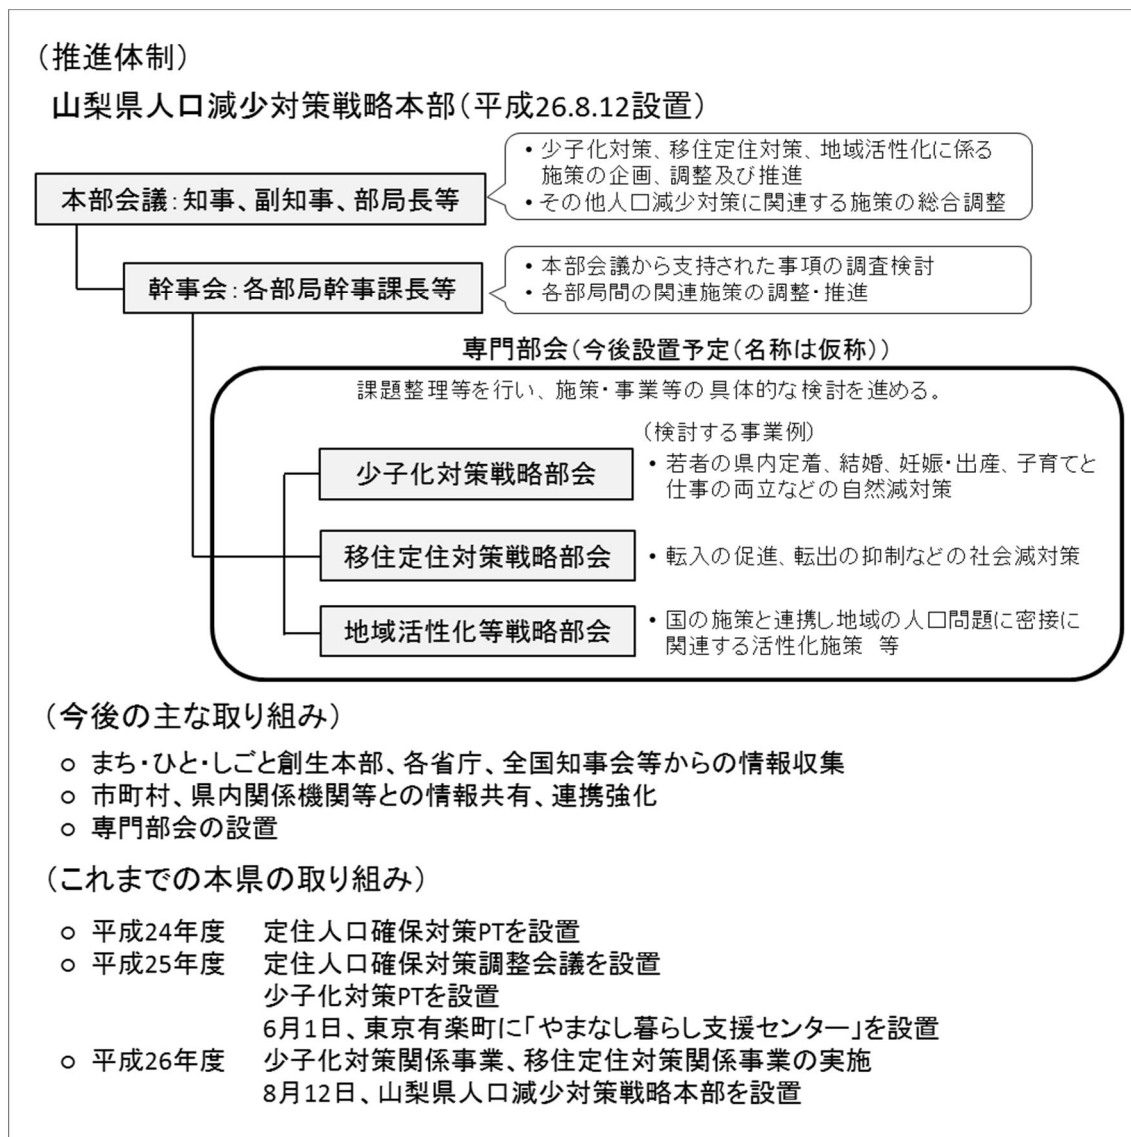 （推進体制）
山梨県人口減少対策戦略本部（平成26.8.12設置）
本部会議：知事、副知事、部局長等
• 少子化対策、移住定住対策、地域活性化に係る
施策の企画、調整及び推進
• その他人口減少対策に関連する施策の総合調整
幹事会：各部局幹事課長等
• 本部会議から支持された事項の調査検討
• 各部局間の関連施策の調整・推進
専門部会（今後設置予定（名称は仮称））
課題整理等を行い、施策・事業等の具体的な検討を進める。
（検討する事業例）
少子化対策戦略部会
• 若者の県内定着、結婚、妊娠・出産、子育てと
仕事の両立などの自然減対策
移住定住対策戦略部会
• 転入の促進、転出の抑制などの社会減対策
地域活性化等戦略部会
• 国の施策と連携し地域の人口問題に密接に
関連する活性化施策　等
（今後の主な取り組み）
○ まち・ひと・しごと創生本部、各省庁、全国知事会等からの情報収集
○ 市町村、県内関係機関等との情報共有、連携強化
○ 専門部会の設置
（これまでの本県の取り組み）
○ 平成24年度　定住人口確保対策PTを設置
○ 平成25年度　定住人口確保対策調整会議を設置
少子化対策PTを設置
6月1日、東京有楽町に「やまなし暮らし支援センター」を設置
○ 平成26年度　少子化対策関係事業、移住定住対策関係事業の実施
8月12日、山梨県人口減少対策戦略本部を設置